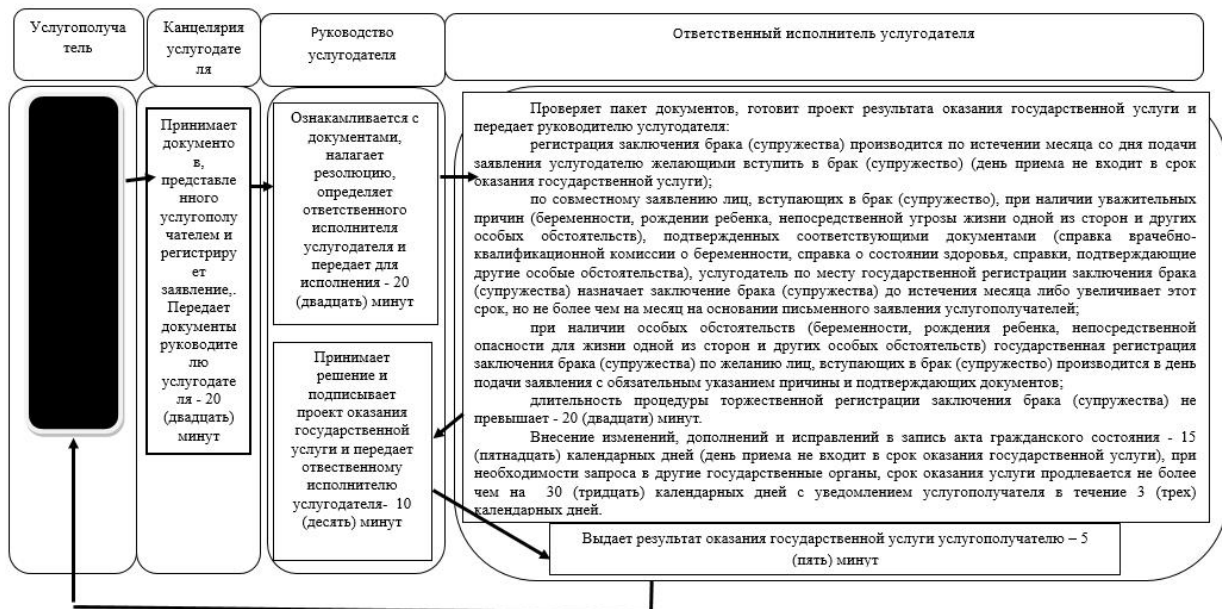 Услугополуча
тель
Канцелярия
услугодате
ля
Руководство
услугодателя
Ответственный исполнитель услугодателя
Принимает
документо
в,
представле
нного
услугополу
чателем и
регистриру
ет
заявление,.
Передает
документы
руководите
лю
услугодате
ля - 20
(двадцать)
минут
Ознакамливается с
документами,
налагает
резолюцию,
определяет
ответственного
исполнителя
услугодателя и
передает для
исполнения - 20
(двадцать) минут
Принимает
решение и
подписывает
проект оказания
государственной
услуги и передает
отвественному
исполнителю
услугодателя- 10
(десять) минут
Проверяет пакет документов, готовит проект результата оказания государственной услуги и
передает руководителю услугодателя:
регистрация заключения брака (супружества) производится по истечении месяца со дня подачи
заявления услугодателю желающими вступить в брак (супружество) (день приема не входит в срок
оказания государственной услуги);
по совместному заявлению лиц, вступающих в брак (супружество), при наличии уважительных
причин (беременности, рождении ребенка, непосредственной угрозы жизни одной из сторон и других
особых обстоятельств), подтвержденных соответствующими документами (справка врачебно-
квалификационной комиссии о беременности, справка о состоянии здоровья, справки, подтверждающие
другие особые обстоятельства), услугодатель по месту государственной регистрации заключения брака
(супружества) назначает заключение брака (супружества) до истечения месяца либо увеличивает этот
срок, но не более чем на месяц на основании письменного заявления услугополучателей;
при наличии особых обстоятельств (беременности, рождения ребенка, непосредственной
опасности для жизни одной из сторон и других особых обстоятельств) государственная регистрация
заключения брака (супружества) по желанию лиц, вступающих в брак (супружество) производится в день
подачи заявления с обязательным указанием причины и подтверждающих документов;
длительность процедуры торжественной регистрации заключения брака (супружества) не
превышает - 20 (двадцати) минут.
Внесение изменений, дополнений и исправлений в запись акта гражданского состояния - 15
(пятнадцать) календарных дней (день приема не входит в срок оказания государственной услуги), при
необходимости запроса в другие государственные органы, срок оказания услуги продлевается не более
чем на 30 (тридцать) календарных дней с уведомлением услугополучателя в течение 3 (трех)
календарных дней.
Выдает результат оказания государственной услуги услугополучателю – 5
(пять) минут